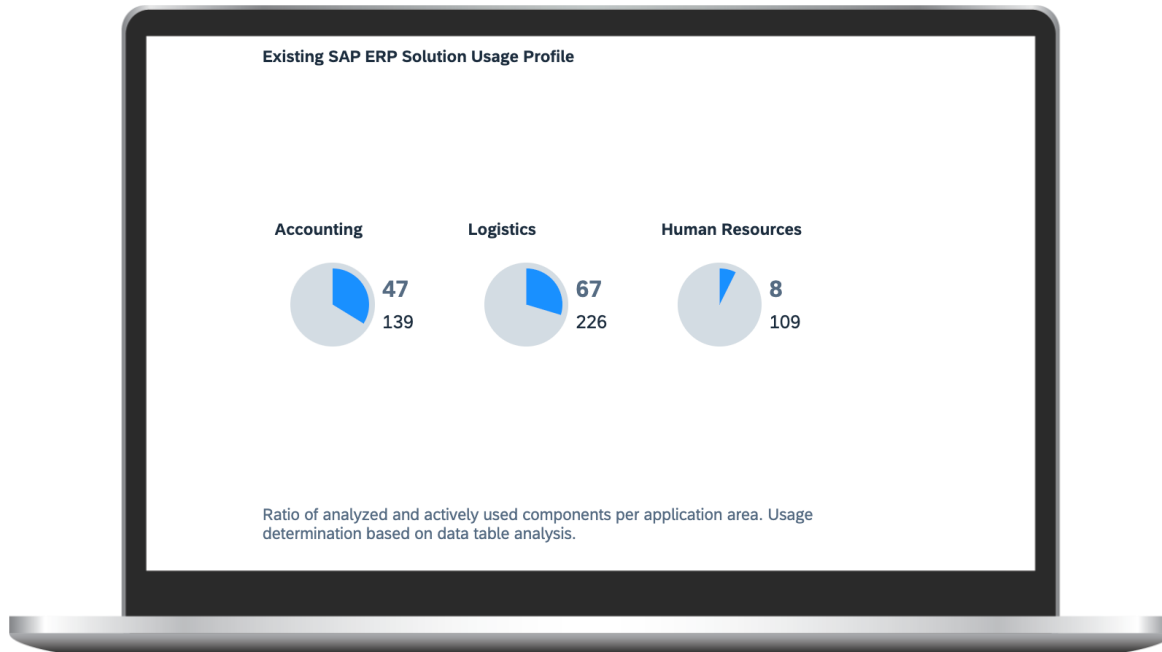 Existing SAP ERP Solution Usage Profile
Accounting
47
139
Logistics
67
226
Human Resources
8
109
Ratio of analyzed and actively used components per application area. Usage
determination based on data table analysis.